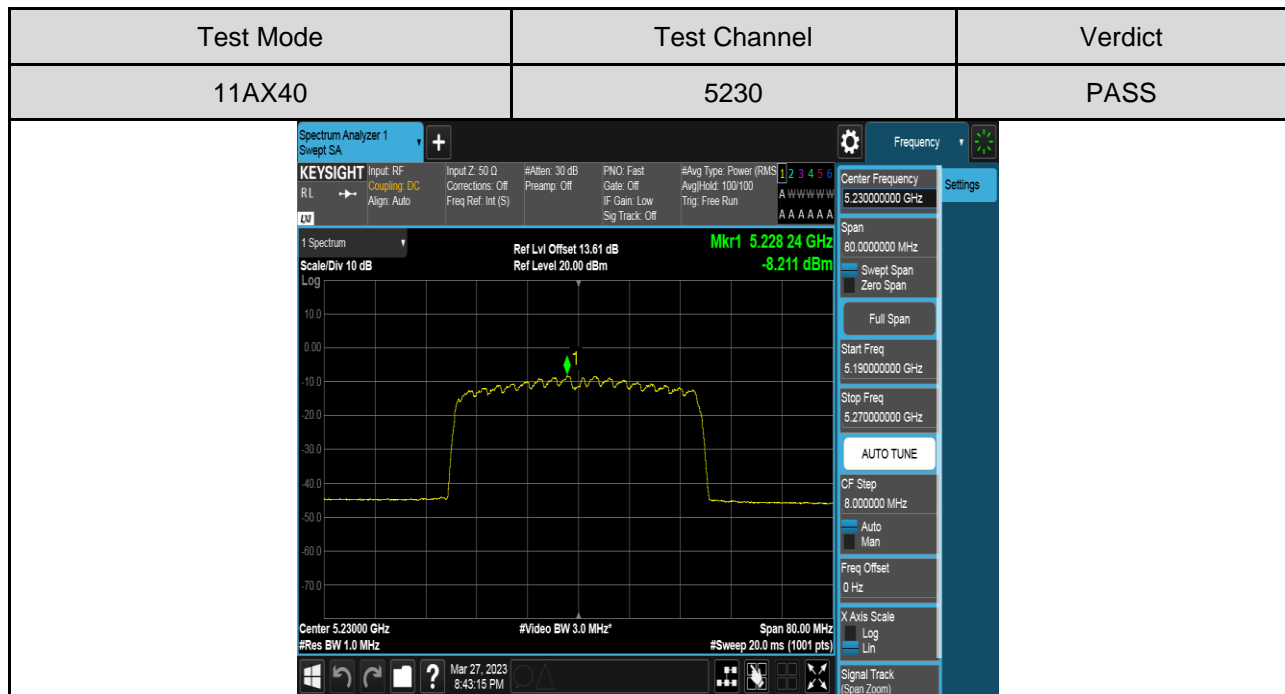 Test Mode Test Channel Verdict
11AX40 5230 PASS
Spectrum Analyzer 1
Swept SA
+
Frequency
KEYSIGHT Input: RF Input Z: 50 Ω #Atten: 30 dB PNO: Fast #Avg Type: Power (RMS 1 2 3 4 5 6
RL Coupling: DC Corrections: Off Preamp: Off Gate: Off Avg|Hold: 100/100 A W W W W W
Align: Auto Freq Ref: Int (S) IF Gain: Low Trig: Free Run
LXI Sig Track: Off A A A A A A
1 Spectrum Ref Lvl Offset 13.61 dB Mkr1 5.228 24 GHz
Scale/Div 10 dB Ref Level 20.00 dBm -8.211 dBm
Log
10.0
0.00
-10.0
-20.0
-30.0
-40.0
-50.0
-60.0
-70.0
1
Center 5.23000 GHz #Video BW 3.0 MHz* Span 80.00 MHz
#Res BW 1.0 MHz #Sweep 20.0 ms (1001 pts)
? Mar 27, 2023
8:43:15 PM
Center Frequency
5.230000000 GHz
Settings
Span
80.0000000 MHz
Swept Span
Zero Span
Full Span
Start Freq
5.190000000 GHz
Stop Freq
5.270000000 GHz
AUTO TUNE
CF Step
8.000000 MHz
Auto
Man
Freq Offset
0 Hz
X Axis Scale
Log
Lin
Signal Track
(Span Zoom)